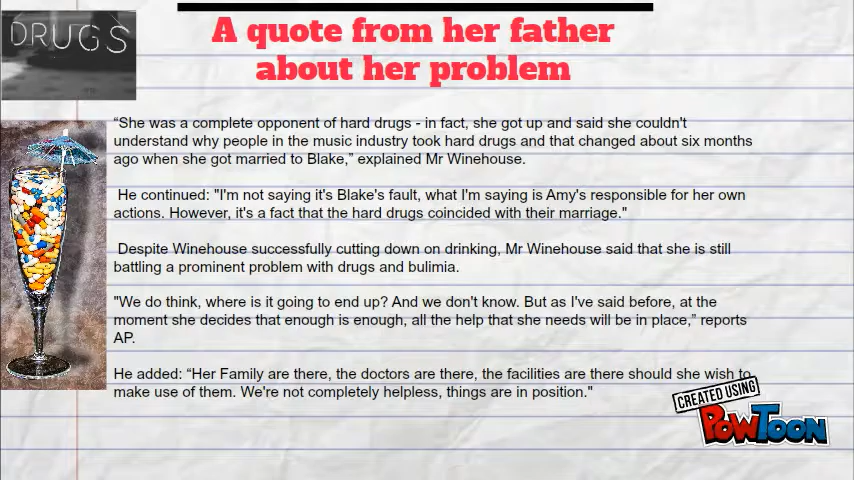 DRUGS
A quote from her father
about her problem
“She was a complete opponent of hard drugs - in fact, she got up and said she couldn't
understand why people in the music industry took hard drugs and that changed about six months
ago when she got married to Blake,” explained Mr Winehouse.
He continued: "I'm not saying it's Blake's fault, what I'm saying is Amy's responsible for her own
actions. However, it's a fact that the hard drugs coincided with their marriage."
Despite Winehouse successfully cutting down on drinking, Mr Winehouse said that she is still
battling a prominent problem with drugs and bulimia.
"We do think, where is it going to end up? And we don't know. But as I've said before, at the
moment she decides that enough is enough, all the help that she needs will be in place,” reports
AP.
He added: “Her Family are there, the doctors are there, the facilities are there should she wish to
make use of them. We're not completely helpless, things are in position."
CREATED USING
POWTOON